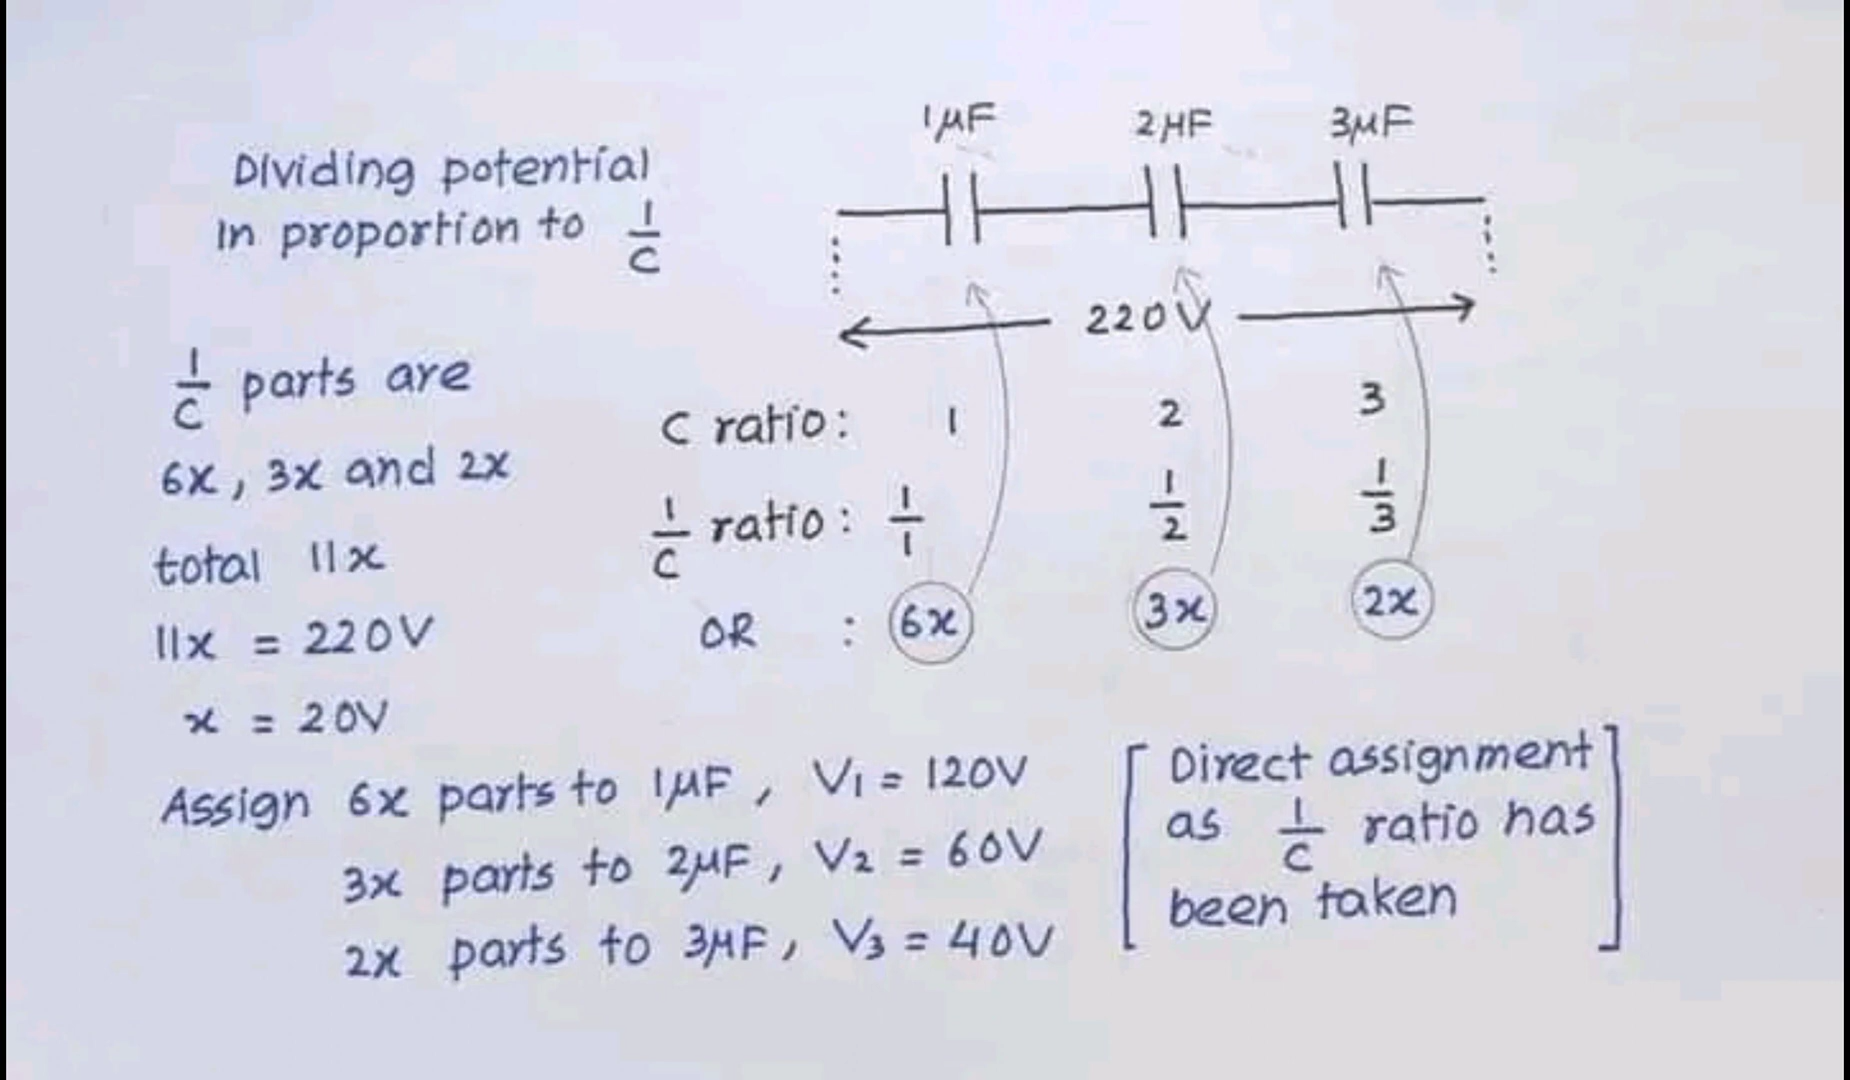 Dividing potential
in proportion to 1/C
1μF 2μF 3μF
220V
1/C parts are
6x, 3x and 2x
total 11x
11x = 220V
x = 20V
C ratio: 1 2 3
1/C ratio: 1/1 1/2 1/3
OR : 6x 3x 2x
Assign 6x parts to 1μF, V1 = 120V
3x parts to 2μF, V2 = 60V
2x parts to 3μF, V3 = 40V
[Direct assignment
as 1/C ratio has
been taken]